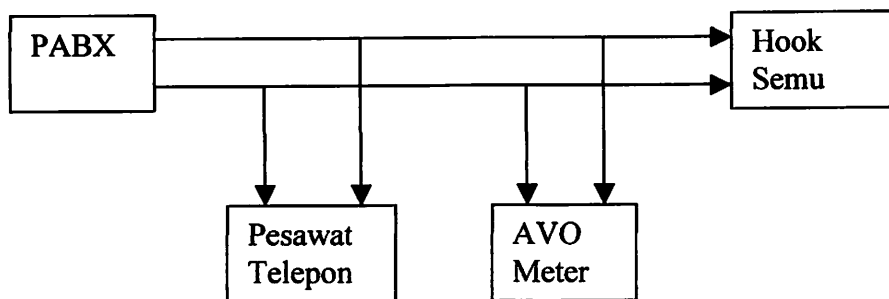 PABX
Hook
Semu
Pesawat
Telepon
AVO
Meter